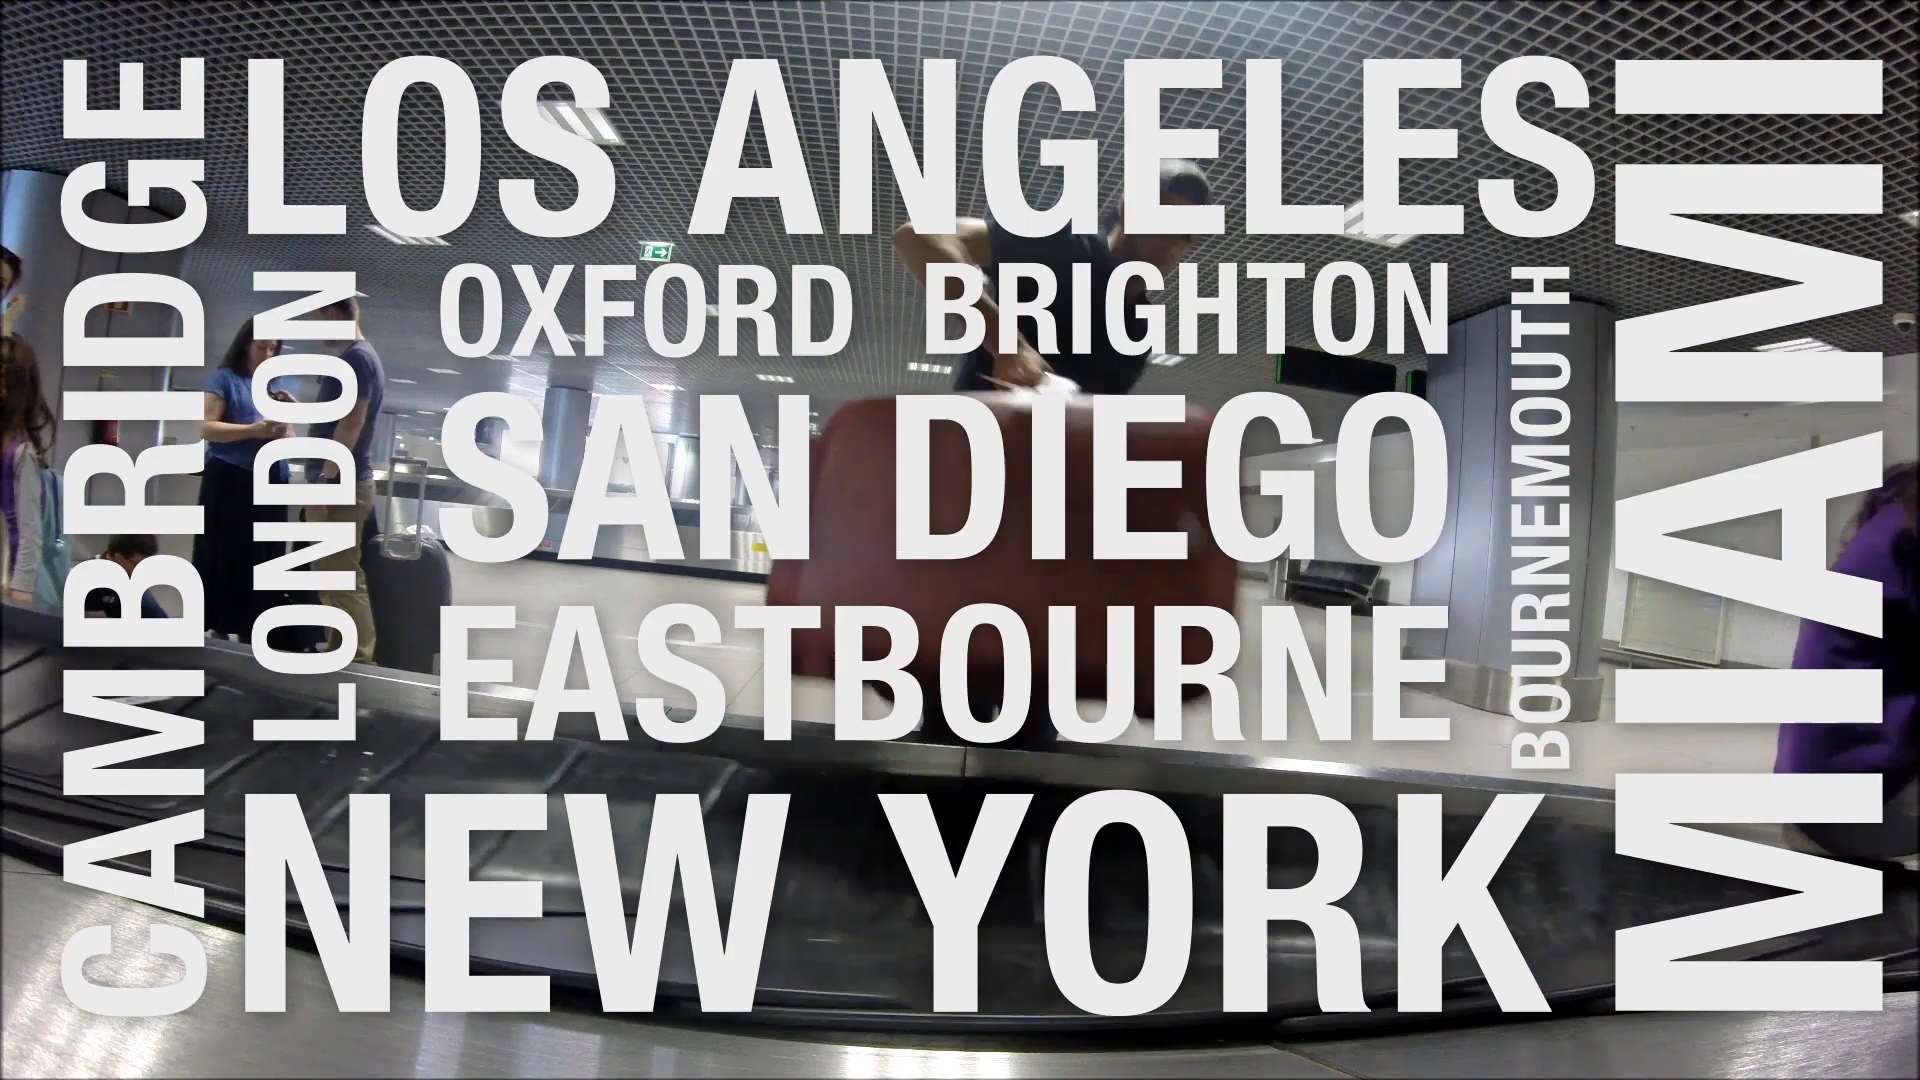 CAMBRIDGE
LOS ANGELES
LONDON
OXFORD BRIGHTON
SAN DIEGO
EASTBOURNE
BOURNEMOUTH
NEW YORK
MIAMI